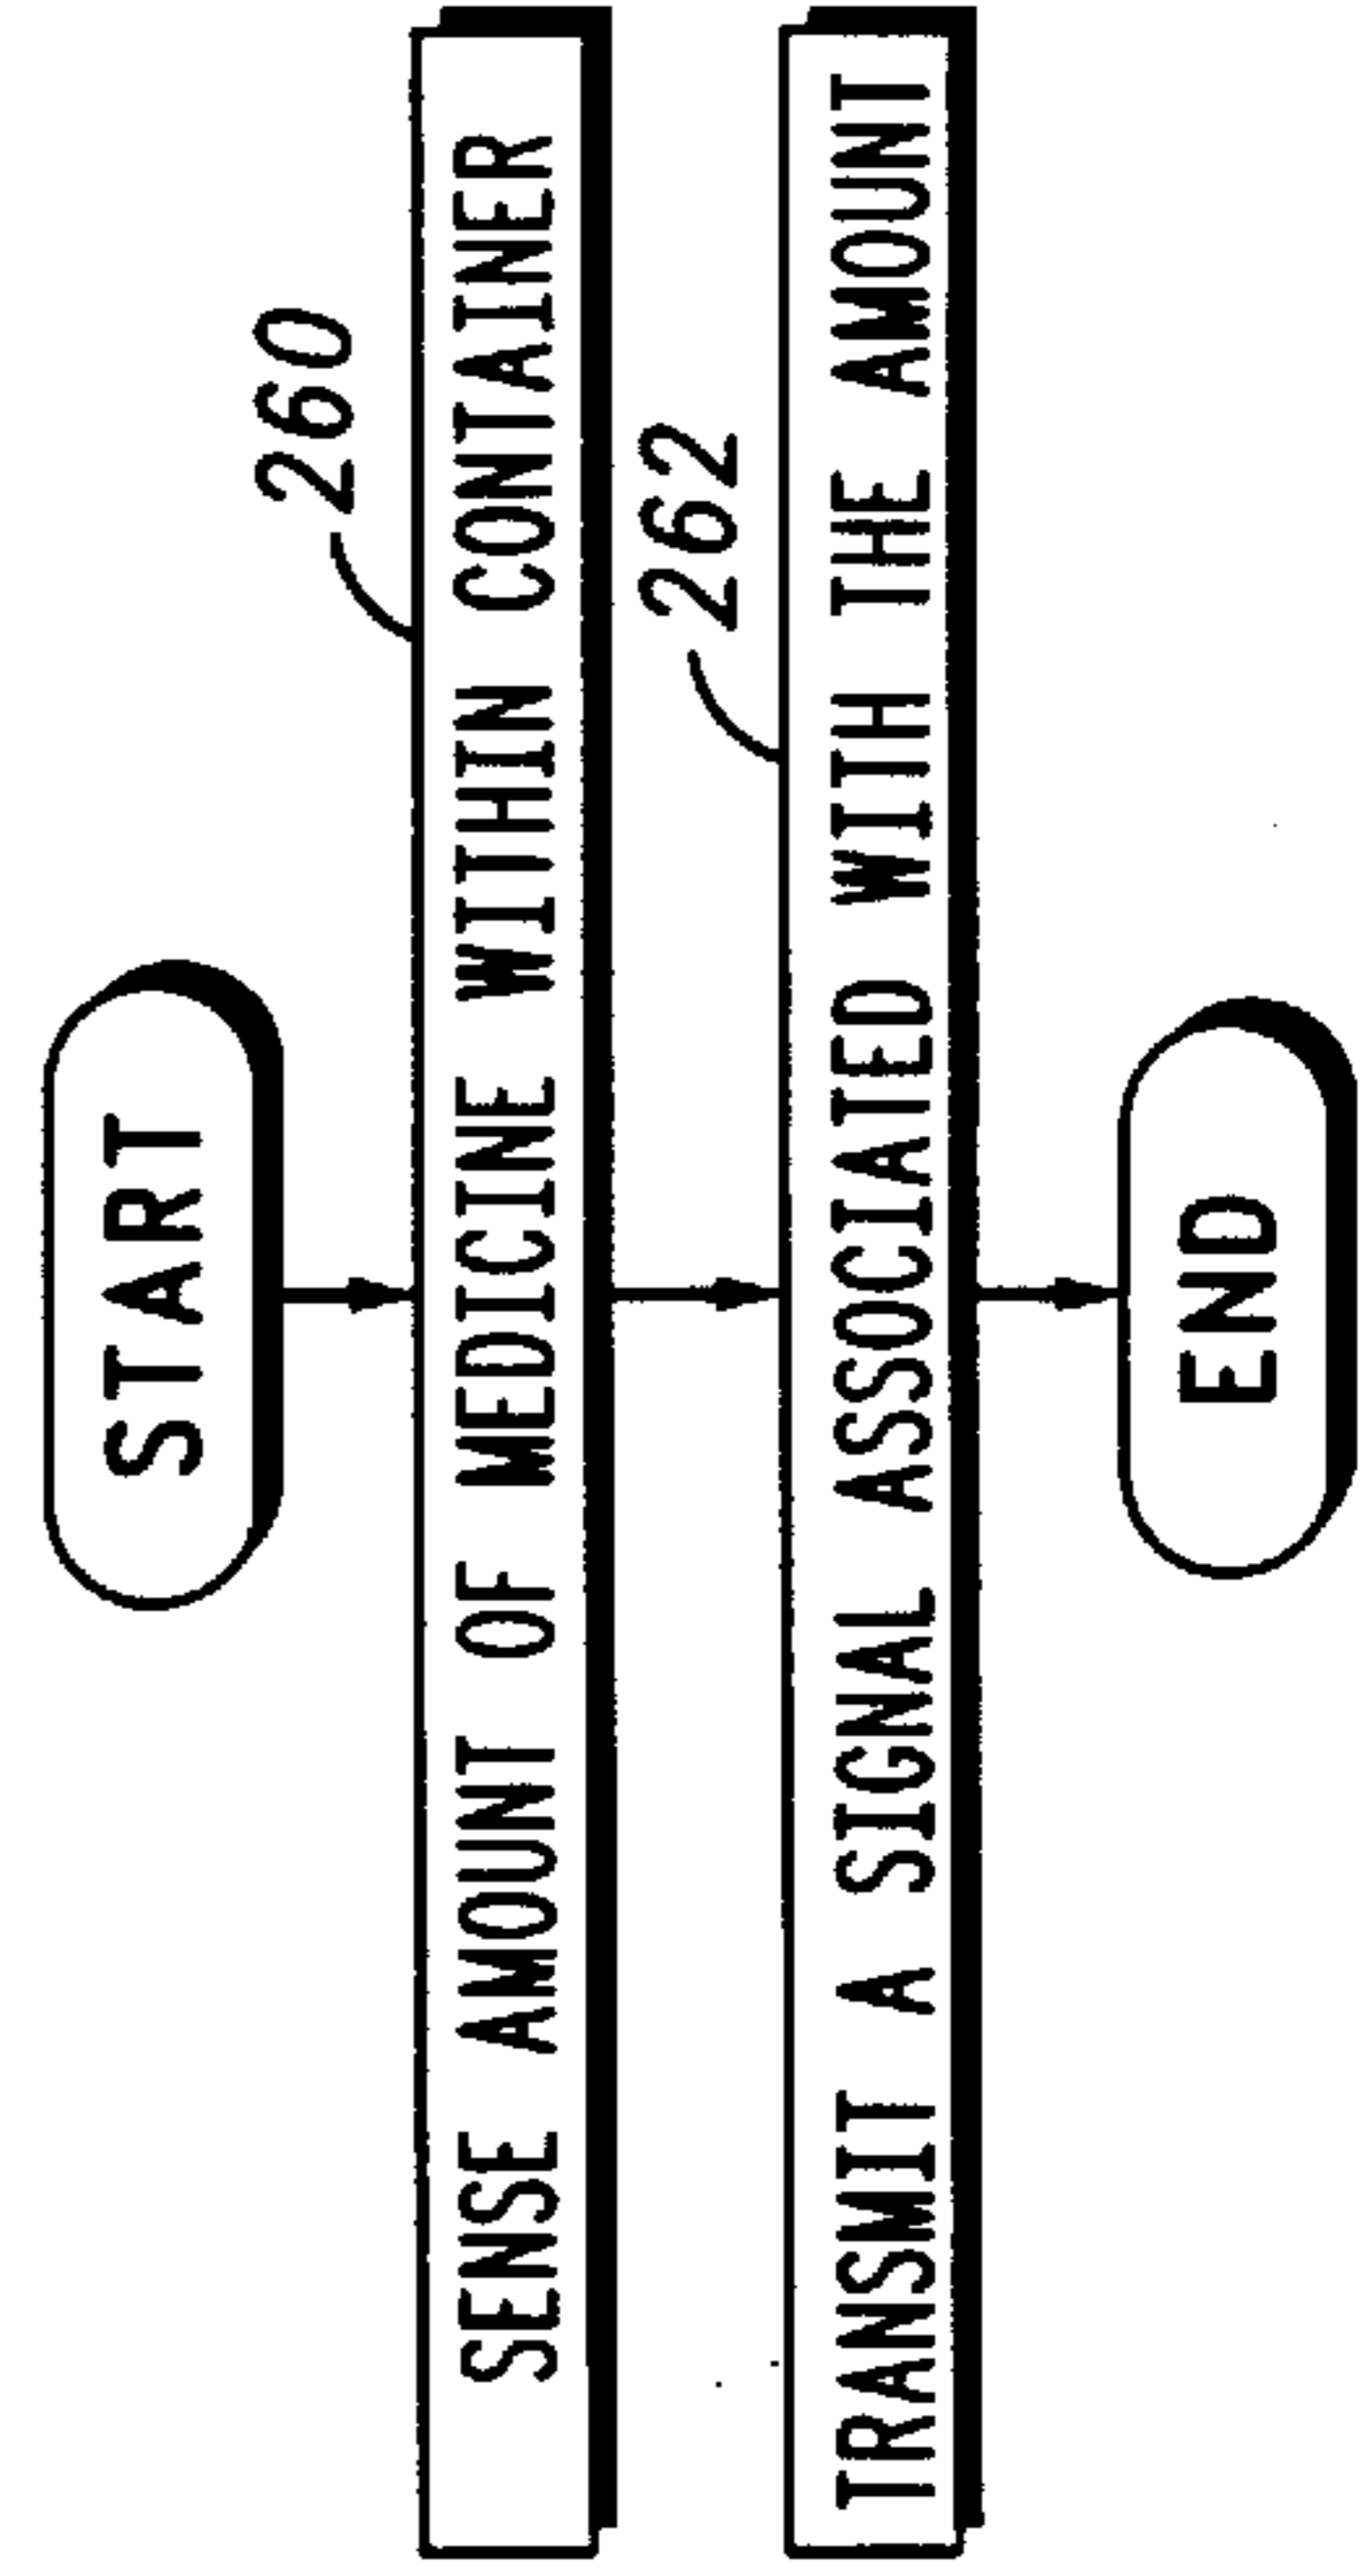 START
260
SENSE AMOUNT OF MEDICINE WITHIN CONTAINER
262
TRANSMIT A SIGNAL ASSOCIATED WITH THE AMOUNT
END